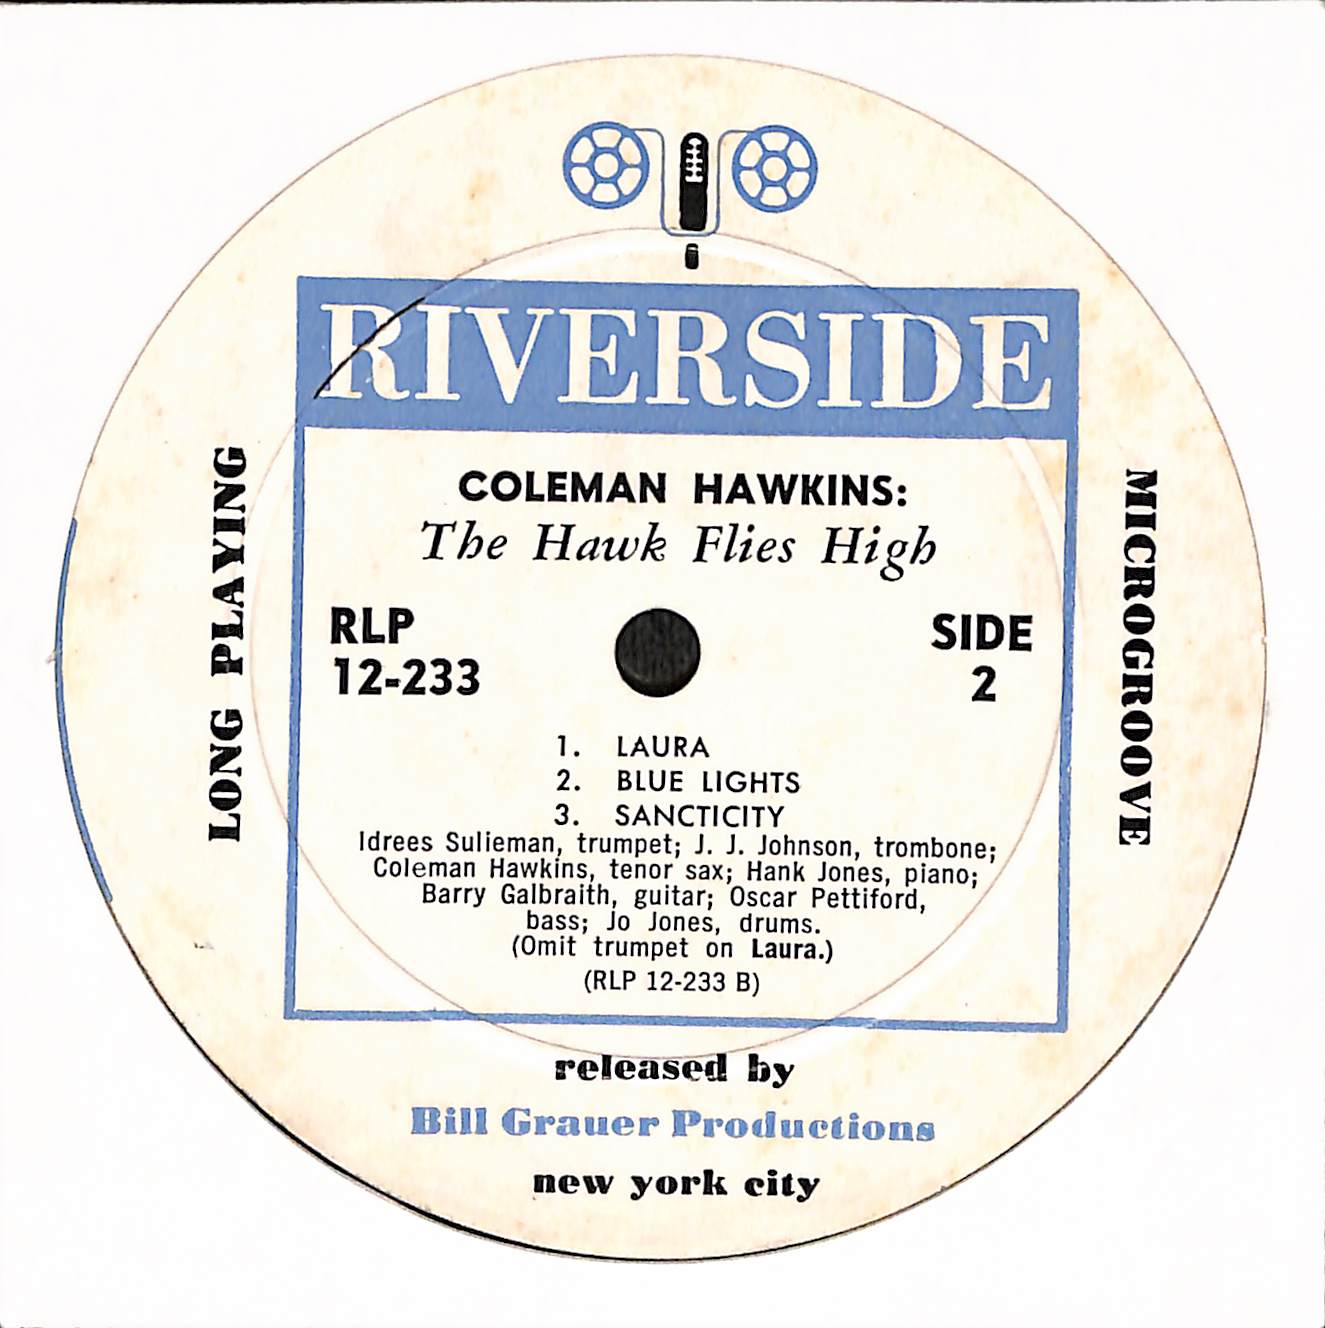 RIVERSIDE
COLEMAN HAWKINS:
The Hawk Flies High
RLP
12-233
SIDE
2
1. LAURA
2. BLUE LIGHTS
3. SANCTICITY
Idrees Sulieman, trumpet; J. J. Johnson, trombone;
Coleman Hawkins, tenor sax; Hank Jones, piano;
Barry Galbraith, guitar; Oscar Pettiford,
bass; Jo Jones, drums.
(Omit trumpet on Laura.)
(RLP 12-233 B)
LONG PLAYING
MICROGROOVE
released by
Bill Grauer Productions
new york city